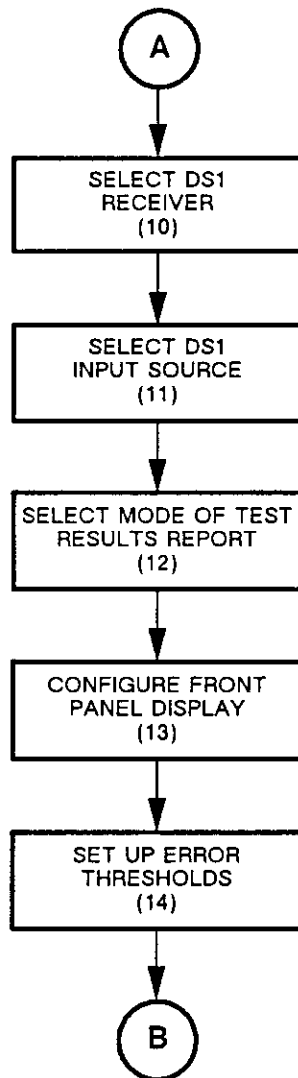 A
SELECT DS1
RECEIVER
(10)
SELECT DS1
INPUT SOURCE
(11)
SELECT MODE OF TEST
RESULTS REPORT
(12)
CONFIGURE FRONT
PANEL DISPLAY
(13)
SET UP ERROR
THRESHOLDS
(14)
B